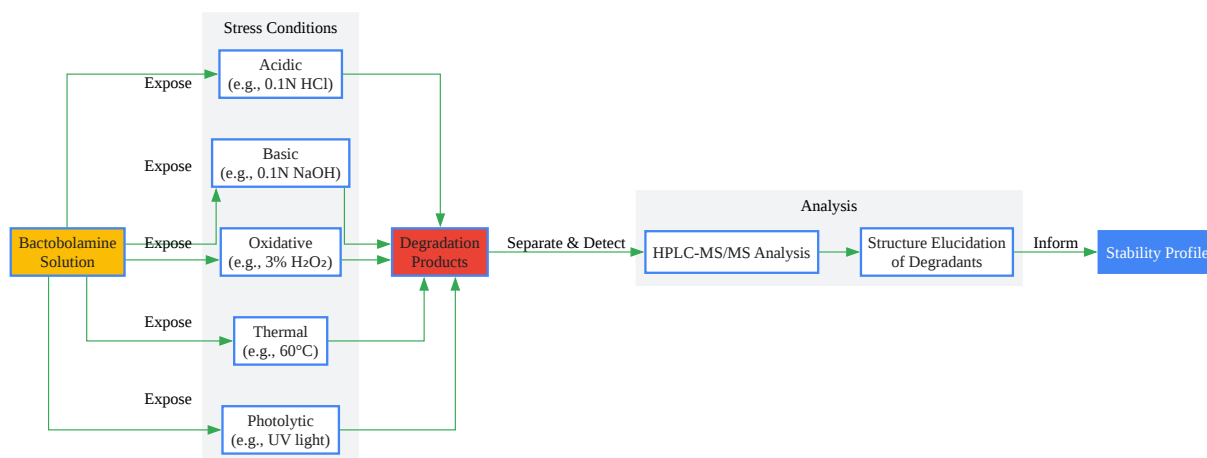 Stress Conditions
Acidic
(e.g., 0.1N HCl)
Expose
Basic
(e.g., 0.1N NaOH)
Expose
Bactobolamine
Solution
Expose
Oxidative
(e.g., 3% H₂O₂)
Degradation
Products
Separate & Detect
Analysis
HPLC-MS/MS Analysis
Structure Elucidation
of Degradants
Inform
Stability Profile
Expose
Thermal
(e.g., 60°C)
Expose
Photolytic
(e.g., UV light)